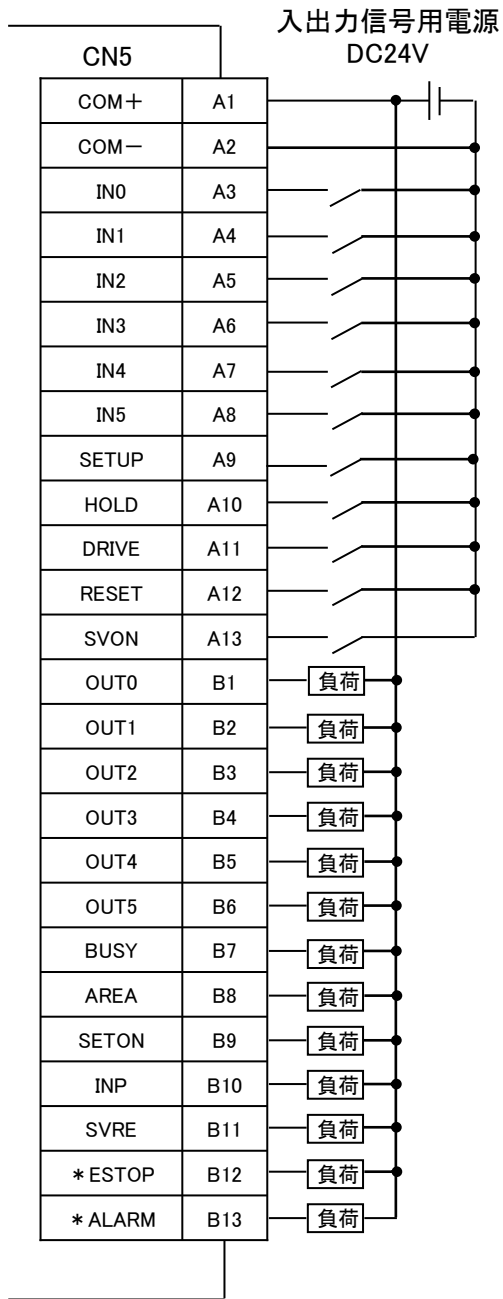 入出力信号用電源
DC24V
CN5
COM＋ A1
COM－ A2
IN0 A3
IN1 A4
IN2 A5
IN3 A6
IN4 A7
IN5 A8
SETUP A9
HOLD A10
DRIVE A11
RESET A12
SVON A13
OUT0 B1 負荷
OUT1 B2 負荷
OUT2 B3 負荷
OUT3 B4 負荷
OUT4 B5 負荷
OUT5 B6 負荷
BUSY B7 負荷
AREA B8 負荷
SETON B9 負荷
INP B10 負荷
SVRE B11 負荷
＊ESTOP B12 負荷
＊ALARM B13 負荷